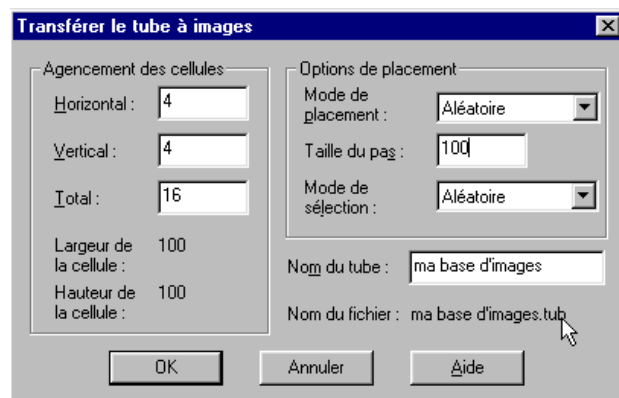 Transférer le tube à images
Agencement des cellules
Horizontal : 4
Vertical : 4
Total : 16
Largeur de la cellule : 100
Hauteur de la cellule : 100
Options de placement
Mode de placement : Aléatoire
Taille du pas : 100
Mode de sélection : Aléatoire
Nom du tube : ma base d'images
Nom du fichier : ma base d'images.tub
OK
Annuler
Aide